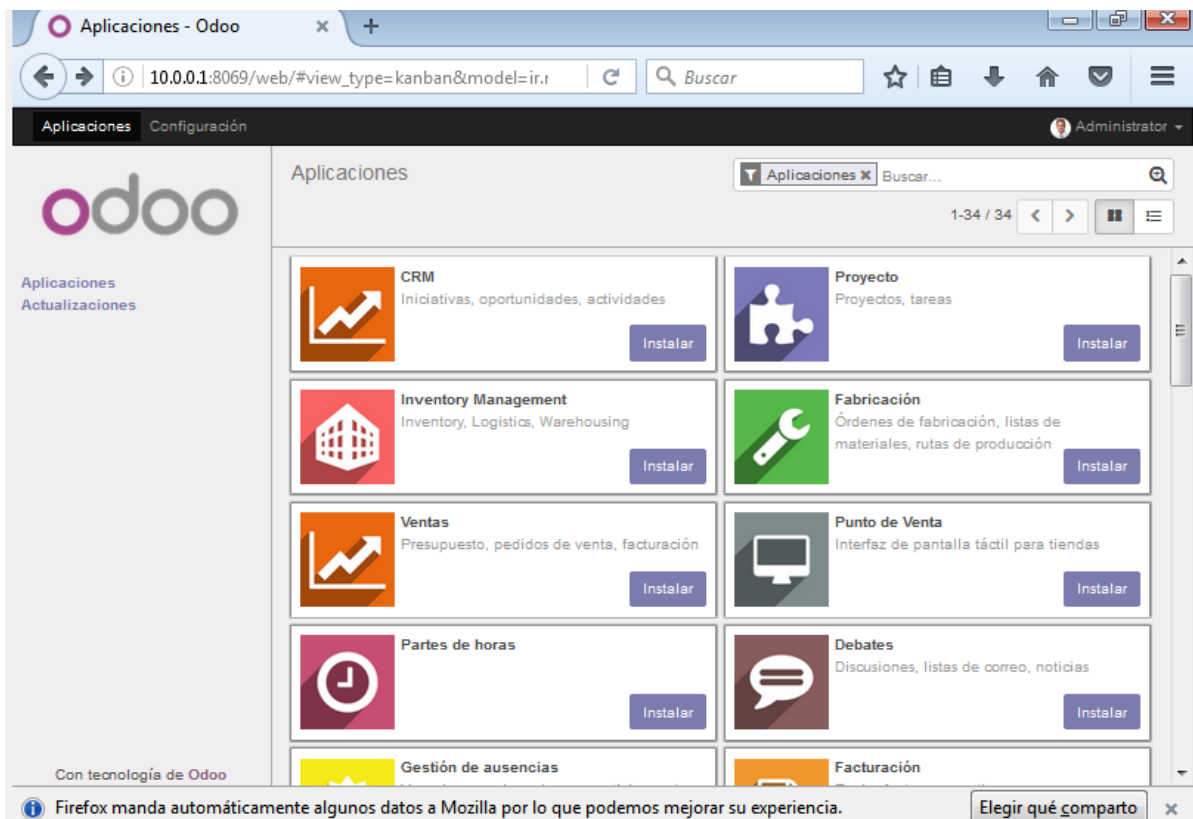 Aplicaciones - Odoo
10.0.0.1:8069/web/#view_type=kanban&model=ir.r
Buscar
Aplicaciones Configuración
Administrator
odoo
Aplicaciones
Actualizaciones
Con tecnología de Odoo
Aplicaciones
Aplicaciones Buscar...
1-34 / 34
CRM
Iniciativas, oportunidades, actividades
Instalar
Proyecto
Proyectos, tareas
Instalar
Inventory Management
Inventory, Logistics, Warehousing
Instalar
Fabricación
Órdenes de fabricación, listas de
materiales, rutas de producción
Instalar
Ventas
Presupuesto, pedidos de venta, facturación
Instalar
Punto de Venta
Interfaz de pantalla táctil para tiendas
Instalar
Partes de horas
Instalar
Debates
Discusiones, listas de correo, noticias
Instalar
Gestión de ausencias
Facturación
Firefox manda automáticamente algunos datos a Mozilla por lo que podemos mejorar su experiencia.
Elegir qué comparto